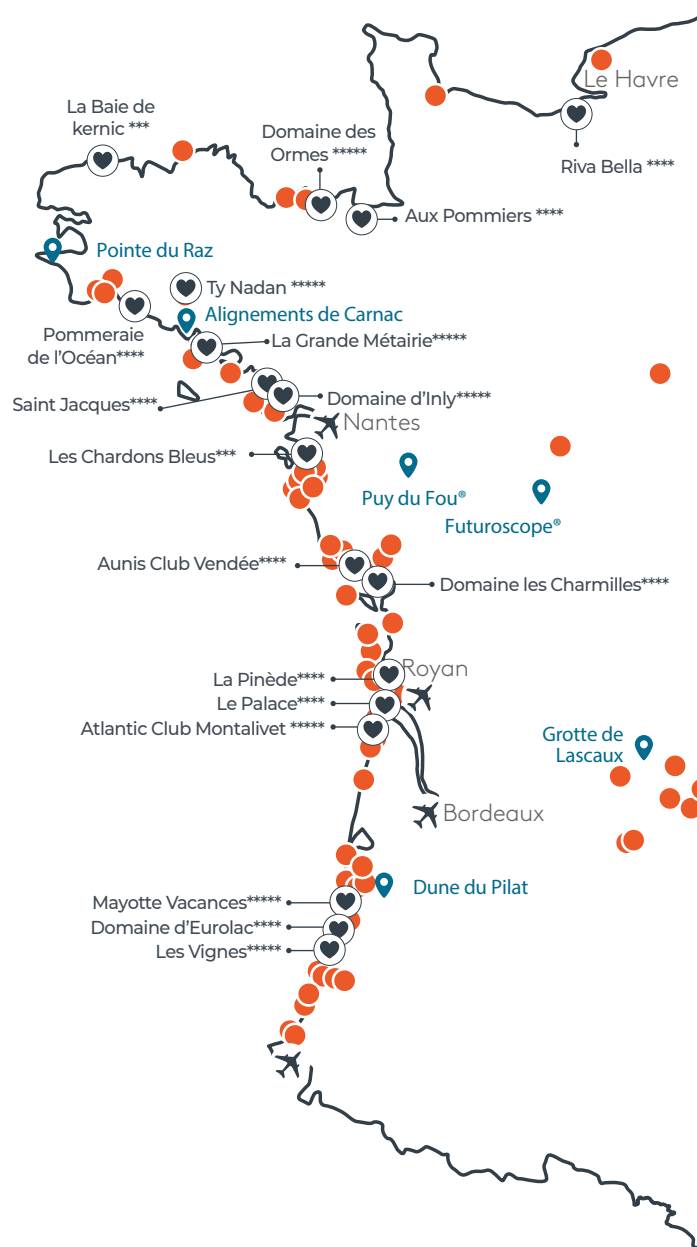 Le Havre
La Baie de
kernic ***
Domaine des
Ormes *****
Riva Bella ****
Aux Pommiers ****
Pointe du Raz
Ty Nadan *****
Alignements de Carnac
Pommeraie
de l'Océan****
La Grande Métairie*****
Saint Jacques****
Domaine d'Inly*****
Nantes
Les Chardons Bleus***
Puy du Fou®
Futuroscope®
Aunis Club Vendée****
Domaine les Charmilles****
Royan
La Pinède****
Le Palace****
Atlantic Club Montalivet *****
Grotte de
Lascaux
Bordeaux
Dune du Pilat
Mayotte Vacances*****
Domaine d'Eurolac****
Les Vignes*****